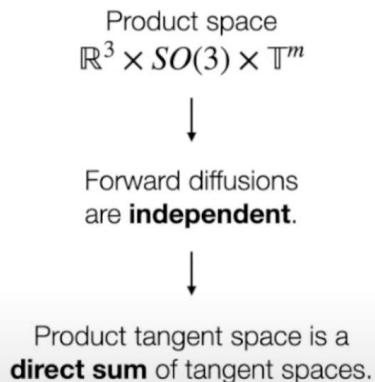 Product space
ℝ³ × SO(3) × 𝕋ᵐ
Forward diffusions
are independent.
Product tangent space is a
direct sum of tangent spaces.